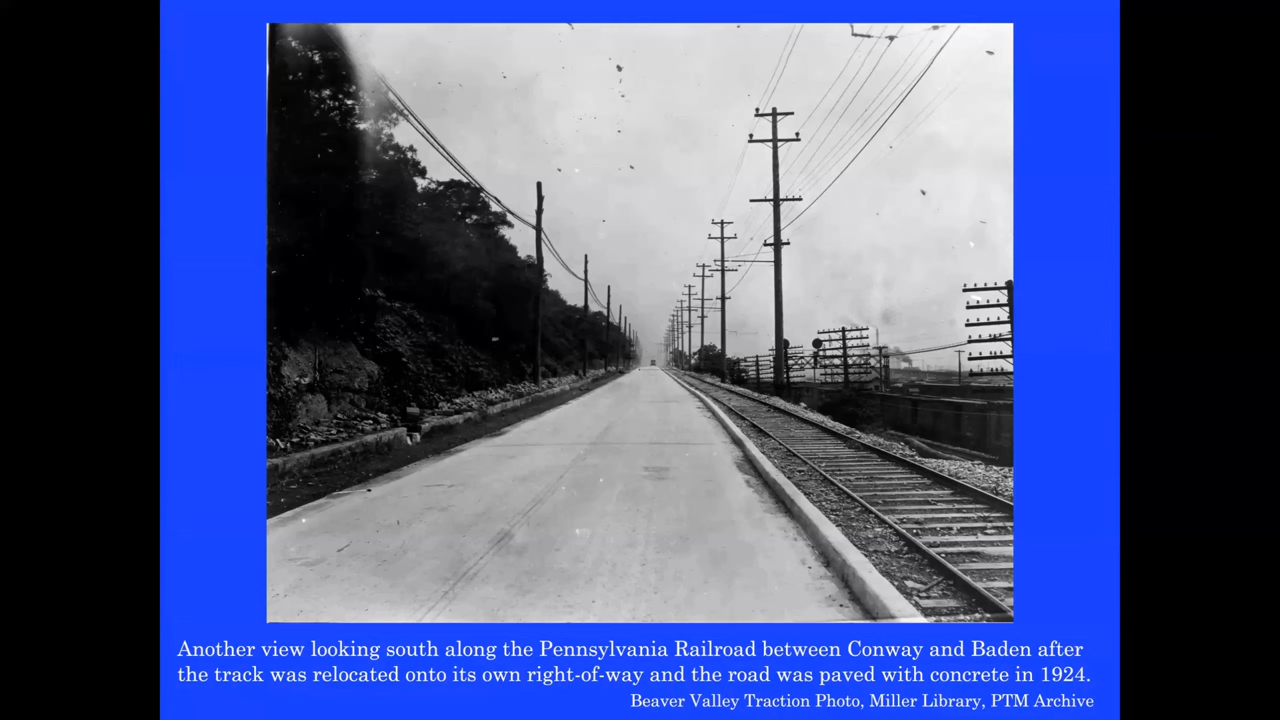 Another view looking south along the Pennsylvania Railroad between Conway and Baden after
the track was relocated onto its own right-of-way and the road was paved with concrete in 1924.
Beaver Valley Traction Photo, Miller Library, PTM Archive